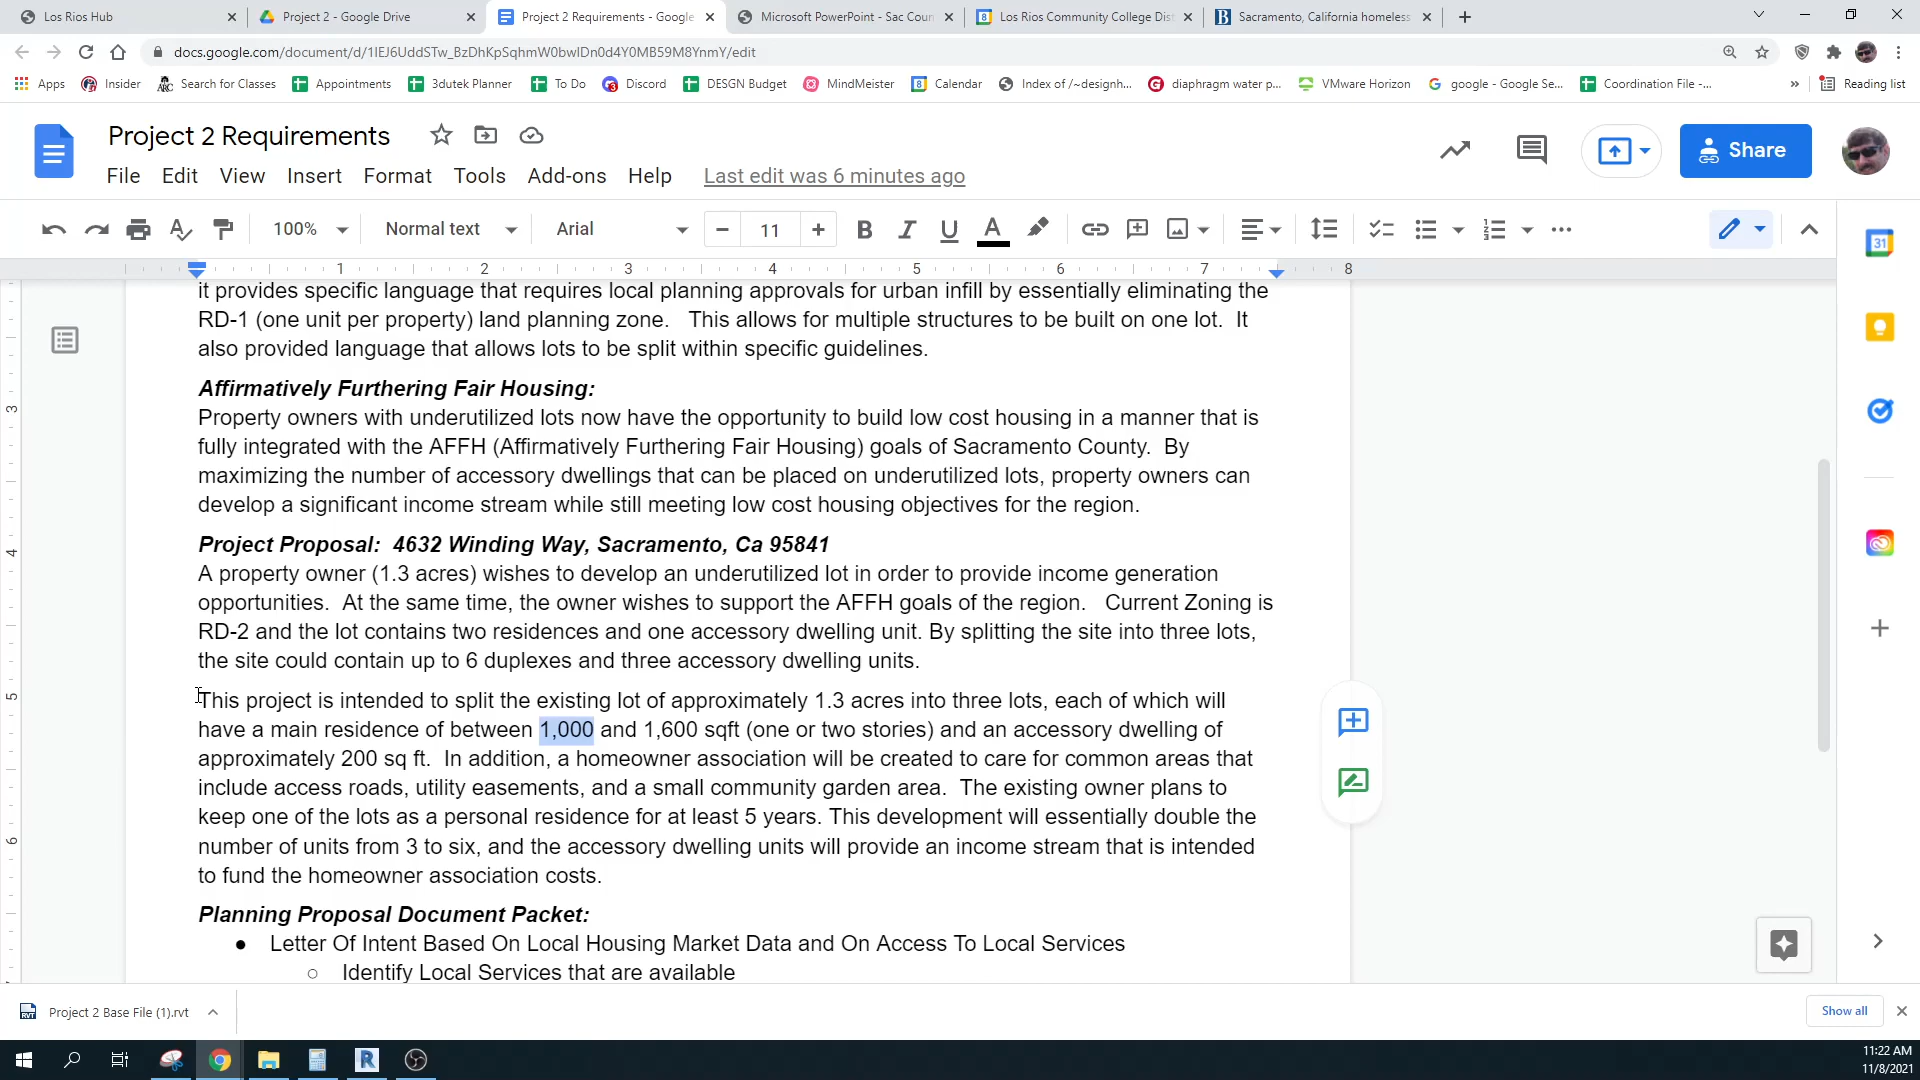 Los Rios Hub
Project 2 - Google Drive
Project 2 Requirements - Google
Microsoft PowerPoint - Sac Coun
Los Rios Community College Dis
Sacramento, California homeless
docs.google.com/document/d/1IEJ6UddSTw_BzDhKpSqhmW0bwIDn0d4Y0MB59M8YnmY/edit
Apps
Insider
Search for Classes
Appointments
3dutek Planner
To Do
Discord
DESGN Budget
MindMeister
Calendar
Index of /~designh...
diaphragm water p...
VMware Horizon
google - Google Se...
Coordination File -...
»
Reading list
Project 2 Requirements
File Edit View Insert Format Tools Add-ons Help
Last edit was 6 minutes ago
Share
100%
Normal text
Arial
11
1 2 3 4 5 6 7 8
it provides specific language that requires local planning approvals for urban infill by essentially eliminating the
RD-1 (one unit per property) land planning zone. This allows for multiple structures to be built on one lot. It
also provided language that allows lots to be split within specific guidelines.
Affirmatively Furthering Fair Housing:
Property owners with underutilized lots now have the opportunity to build low cost housing in a manner that is
fully integrated with the AFFH (Affirmatively Furthering Fair Housing) goals of Sacramento County. By
maximizing the number of accessory dwellings that can be placed on underutilized lots, property owners can
develop a significant income stream while still meeting low cost housing objectives for the region.
Project Proposal: 4632 Winding Way, Sacramento, Ca 95841
A property owner (1.3 acres) wishes to develop an underutilized lot in order to provide income generation
opportunities. At the same time, the owner wishes to support the AFFH goals of the region. Current Zoning is
RD-2 and the lot contains two residences and one accessory dwelling unit. By splitting the site into three lots,
the site could contain up to 6 duplexes and three accessory dwelling units.
This project is intended to split the existing lot of approximately 1.3 acres into three lots, each of which will
have a main residence of between 1,000 and 1,600 sqft (one or two stories) and an accessory dwelling of
approximately 200 sq ft. In addition, a homeowner association will be created to care for common areas that
include access roads, utility easements, and a small community garden area. The existing owner plans to
keep one of the lots as a personal residence for at least 5 years. This development will essentially double the
number of units from 3 to six, and the accessory dwelling units will provide an income stream that is intended
to fund the homeowner association costs.
Planning Proposal Document Packet:
● Letter Of Intent Based On Local Housing Market Data and On Access To Local Services
○ Identify Local Services that are available
3
4
5
6
31
Project 2 Base File (1).rvt
Show all
11:22 AM
11/8/2021